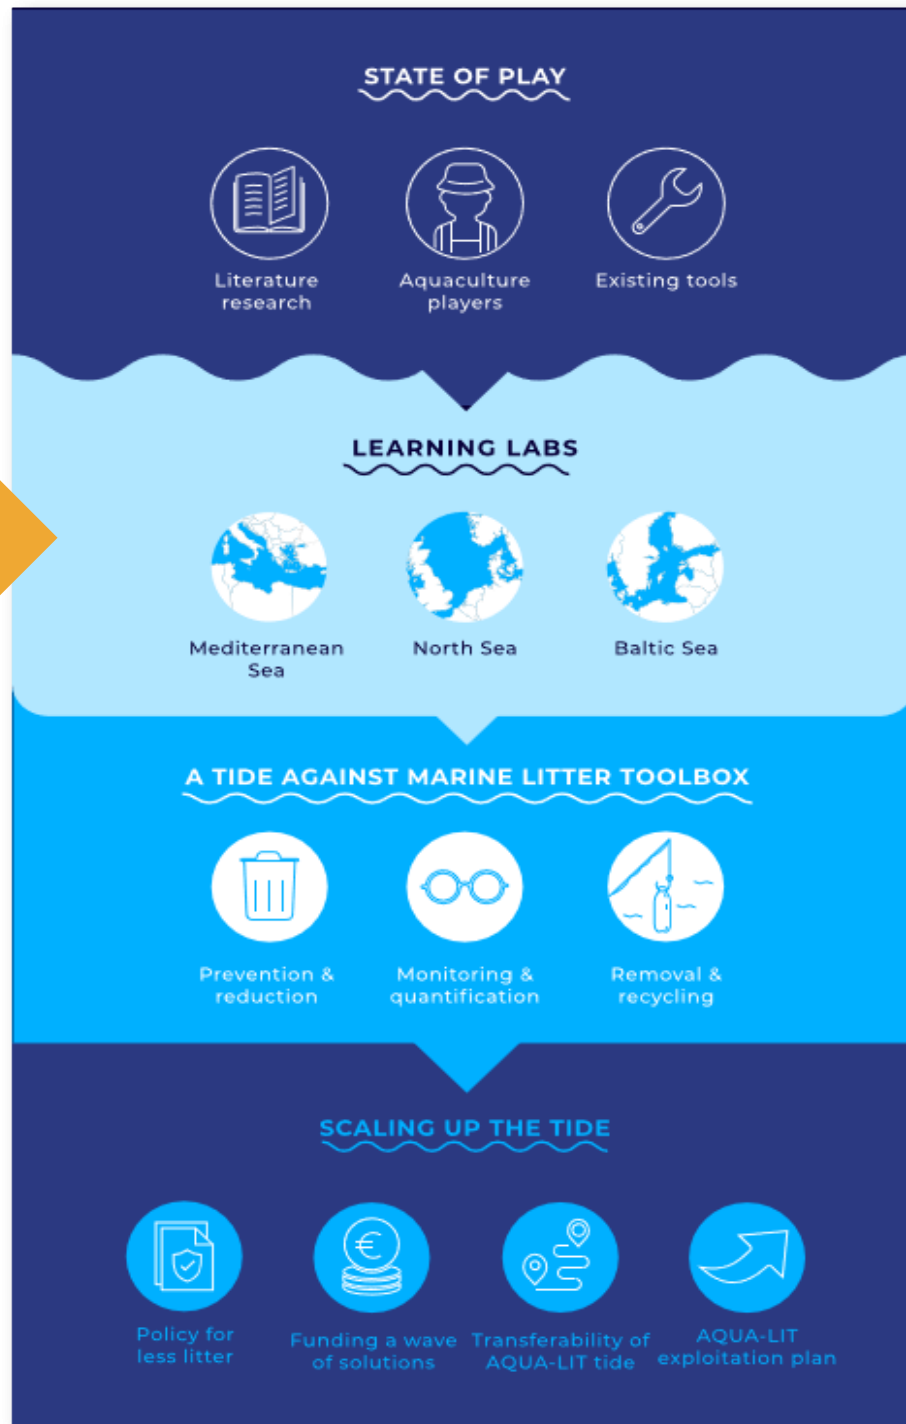 STATE OF PLAY
Literature
research
Aquaculture
players
Existing tools
LEARNING LABS
Mediterranean
Sea
North Sea
Baltic Sea
A TIDE AGAINST MARINE LITTER TOOLBOX
Prevention &
reduction
Monitoring &
quantification
Removal &
recycling
SCALING UP THE TIDE
Policy for
less litter
Funding a wave
of solutions
Transferability of
AQUA-LIT tide
AQUA-LIT
exploitation plan